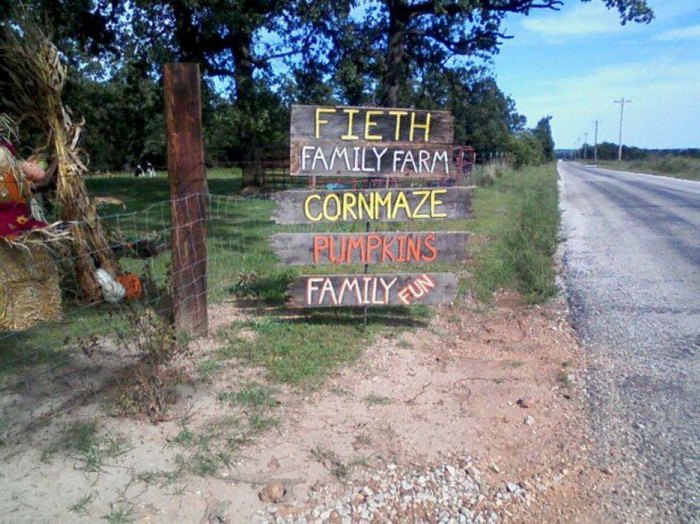 FIETH
FAMILY FARM
CORNMAZE
PUMPKINS
FAMILY FUN